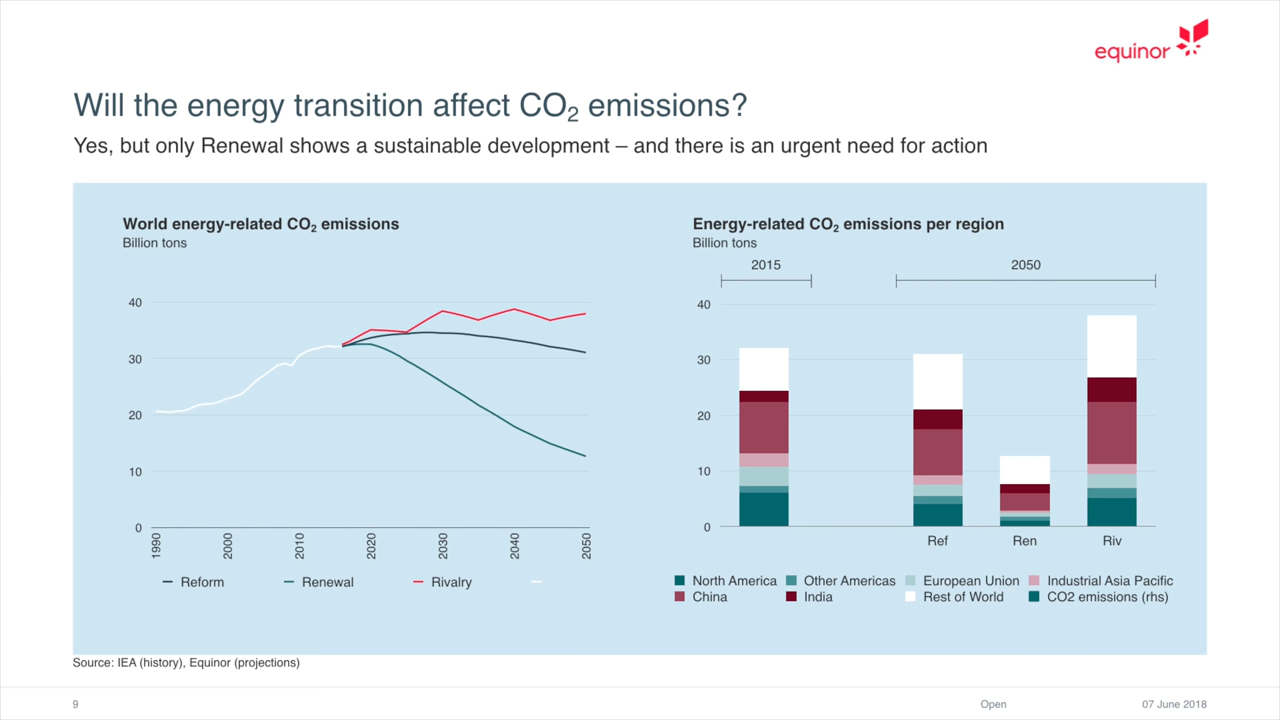 equinor
Will the energy transition affect CO2 emissions?
Yes, but only Renewal shows a sustainable development – and there is an urgent need for action
World energy-related CO2 emissions
Billion tons
40
30
20
10
0
1990
2000
2010
2020
2030
2040
2050
Reform
Renewal
Rivalry
Energy-related CO2 emissions per region
Billion tons
2015
2050
40
30
20
10
0
Ref
Ren
Riv
North America
Other Americas
European Union
Industrial Asia Pacific
China
India
Rest of World
CO2 emissions (rhs)
Source: IEA (history), Equinor (projections)
9
Open
07 June 2018